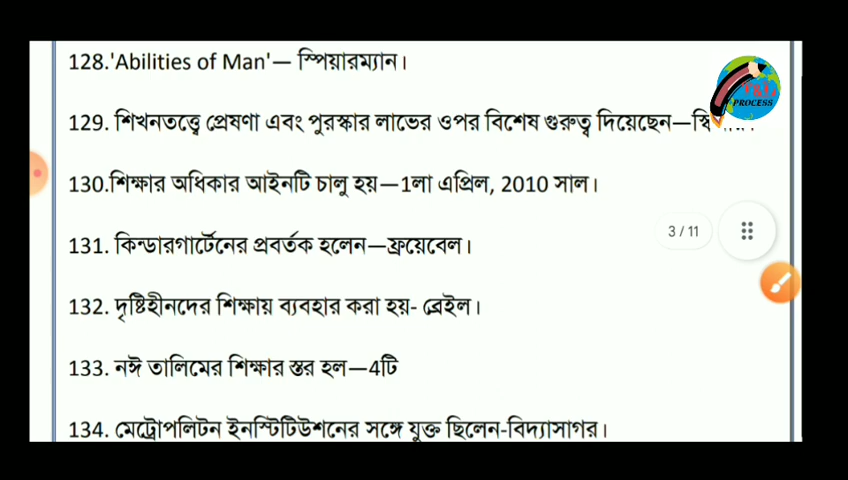 128.'Abilities of Man'— স্পিয়ারম্যান।
129. শিখনতত্ত্বে প্রেষণা এবং পুরস্কার লাভের ওপর বিশেষ গুরুত্ব দিয়েছেন—
PROCESS
130.শিক্ষার অধিকার আইনটি চালু হয়—1লা এপ্রিল, 2010 সাল।
3 / 11
131. কিন্ডারগার্টেনের প্রবর্তক হলেন—ফ্রয়েবেল।
132. দৃষ্টিহীনদের শিক্ষায় ব্যবহার করা হয়- ব্রেইল।
133. নঈ তালিমের শিক্ষার স্তর হল—4টি
134. মেট্রোপলিটন ইনস্টিটিউশনের সঙ্গে যুক্ত ছিলেন-বিদ্যাসাগর।